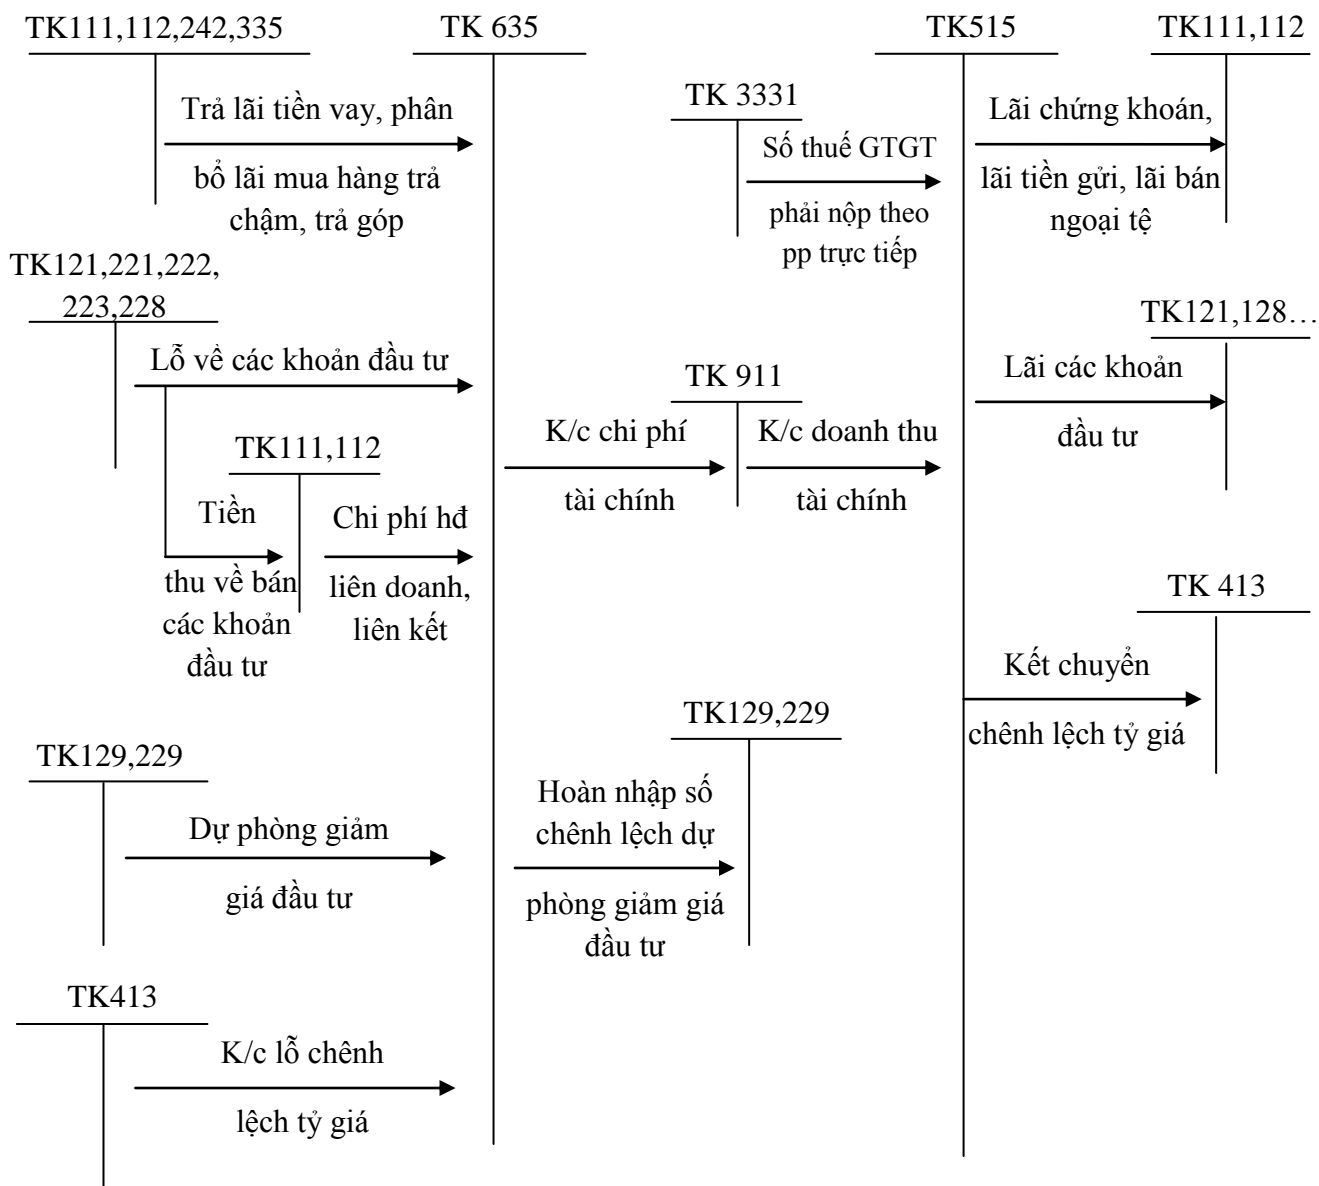 TK111,112,242,335
TK 635
TK515
TK111,112
Trả lãi tiền vay, phân
bổ lãi mua hàng trả
chậm, trả góp
TK 3331
Số thuế GTGT
phải nộp theo
pp trực tiếp
Lãi chứng khoán,
lãi tiền gửi, lãi bán
ngoại tệ
TK121,221,222,
223,228
Lỗ về các khoản đầu tư
TK111,112
Tiền
thu về bán
các khoản
đầu tư
Chi phí hđ
liên doanh,
liên kết
TK 911
K/c chi phí
tài chính
K/c doanh thu
tài chính
TK121,128…
Lãi các khoản
đầu tư
TK 413
Kết chuyển
chênh lệch tỷ giá
TK129,229
Dự phòng giảm
giá đầu tư
TK129,229
Hoàn nhập số
chênh lệch dự
phòng giảm giá
đầu tư
TK413
K/c lỗ chênh
lệch tỷ giá